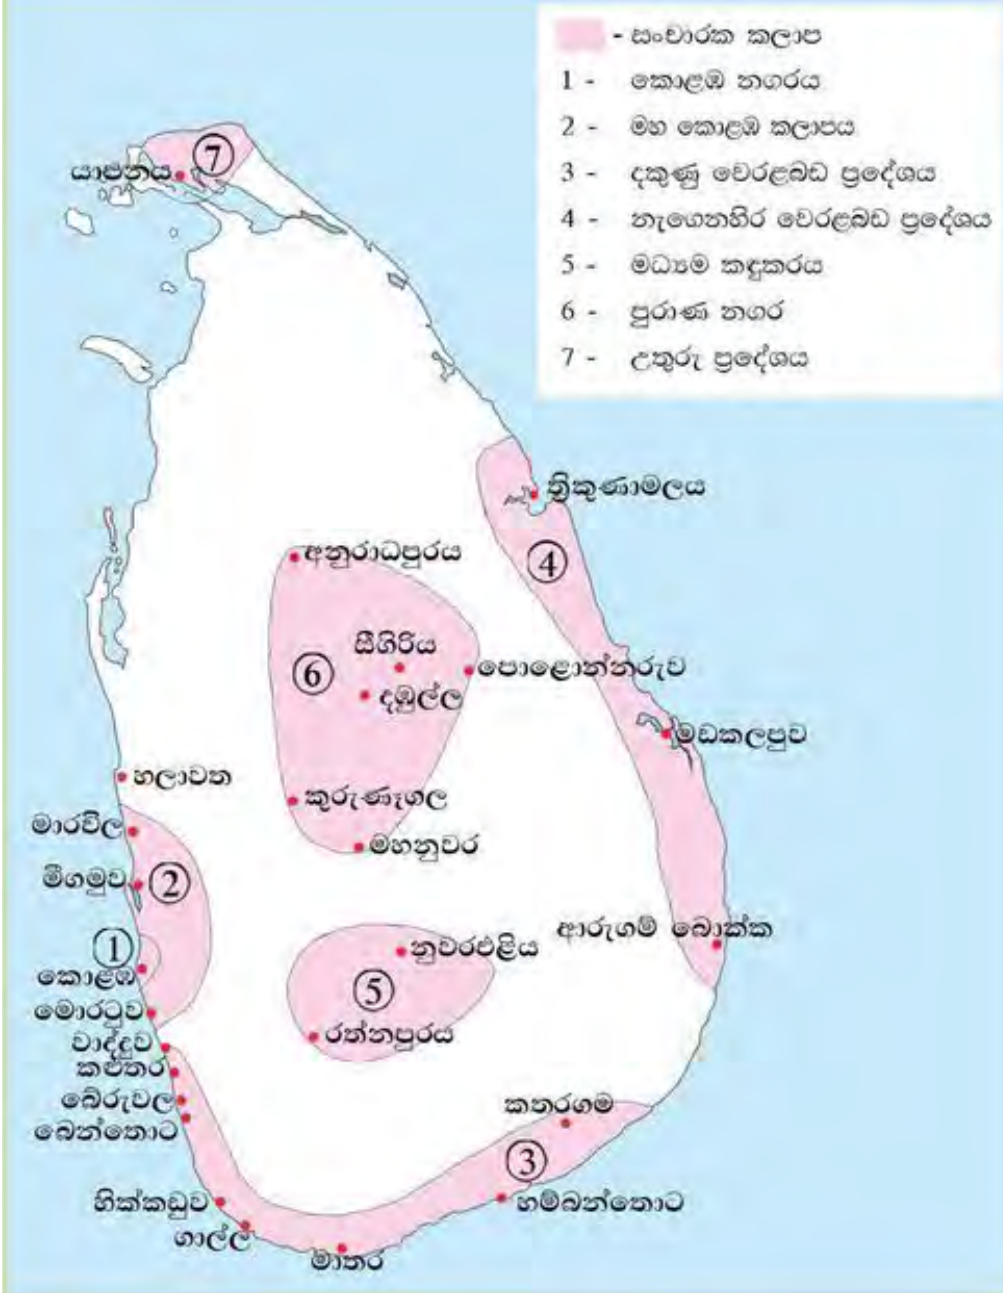 - සංචාරක කලාප
1 - කොළඹ නගරය
2 - මහ කොළඹ කලාපය
3 - දකුණු වෙරළබඩ ප්‍රදේශය
4 - නැගෙනහිර වෙරළබඩ ප්‍රදේශය
5 - මධ්‍යම කඳුකරය
6 - පුරාණ නගර
7 - උතුරු ප්‍රදේශය
7
යාපනය
ත්‍රිකුණාමලය
අනුරාධපුරය
4
සීගිරිය
6
පොළොන්නරුව
දඹුල්ල
මඩකලපුව
හලාවත
කුරුණෑගල
මාරවිල
මහනුවර
මීගමුව
2
ආරුගම් බොක්ක
1
නුවරඑළිය
කොළඹ
5
මොරටුව
රත්නපුරය
වාද්දුව
කළුතර
බේරුවල
කතරගම
බෙන්තොට
3
හික්කඩුව
හම්බන්තොට
ගාල්ල
මාතර